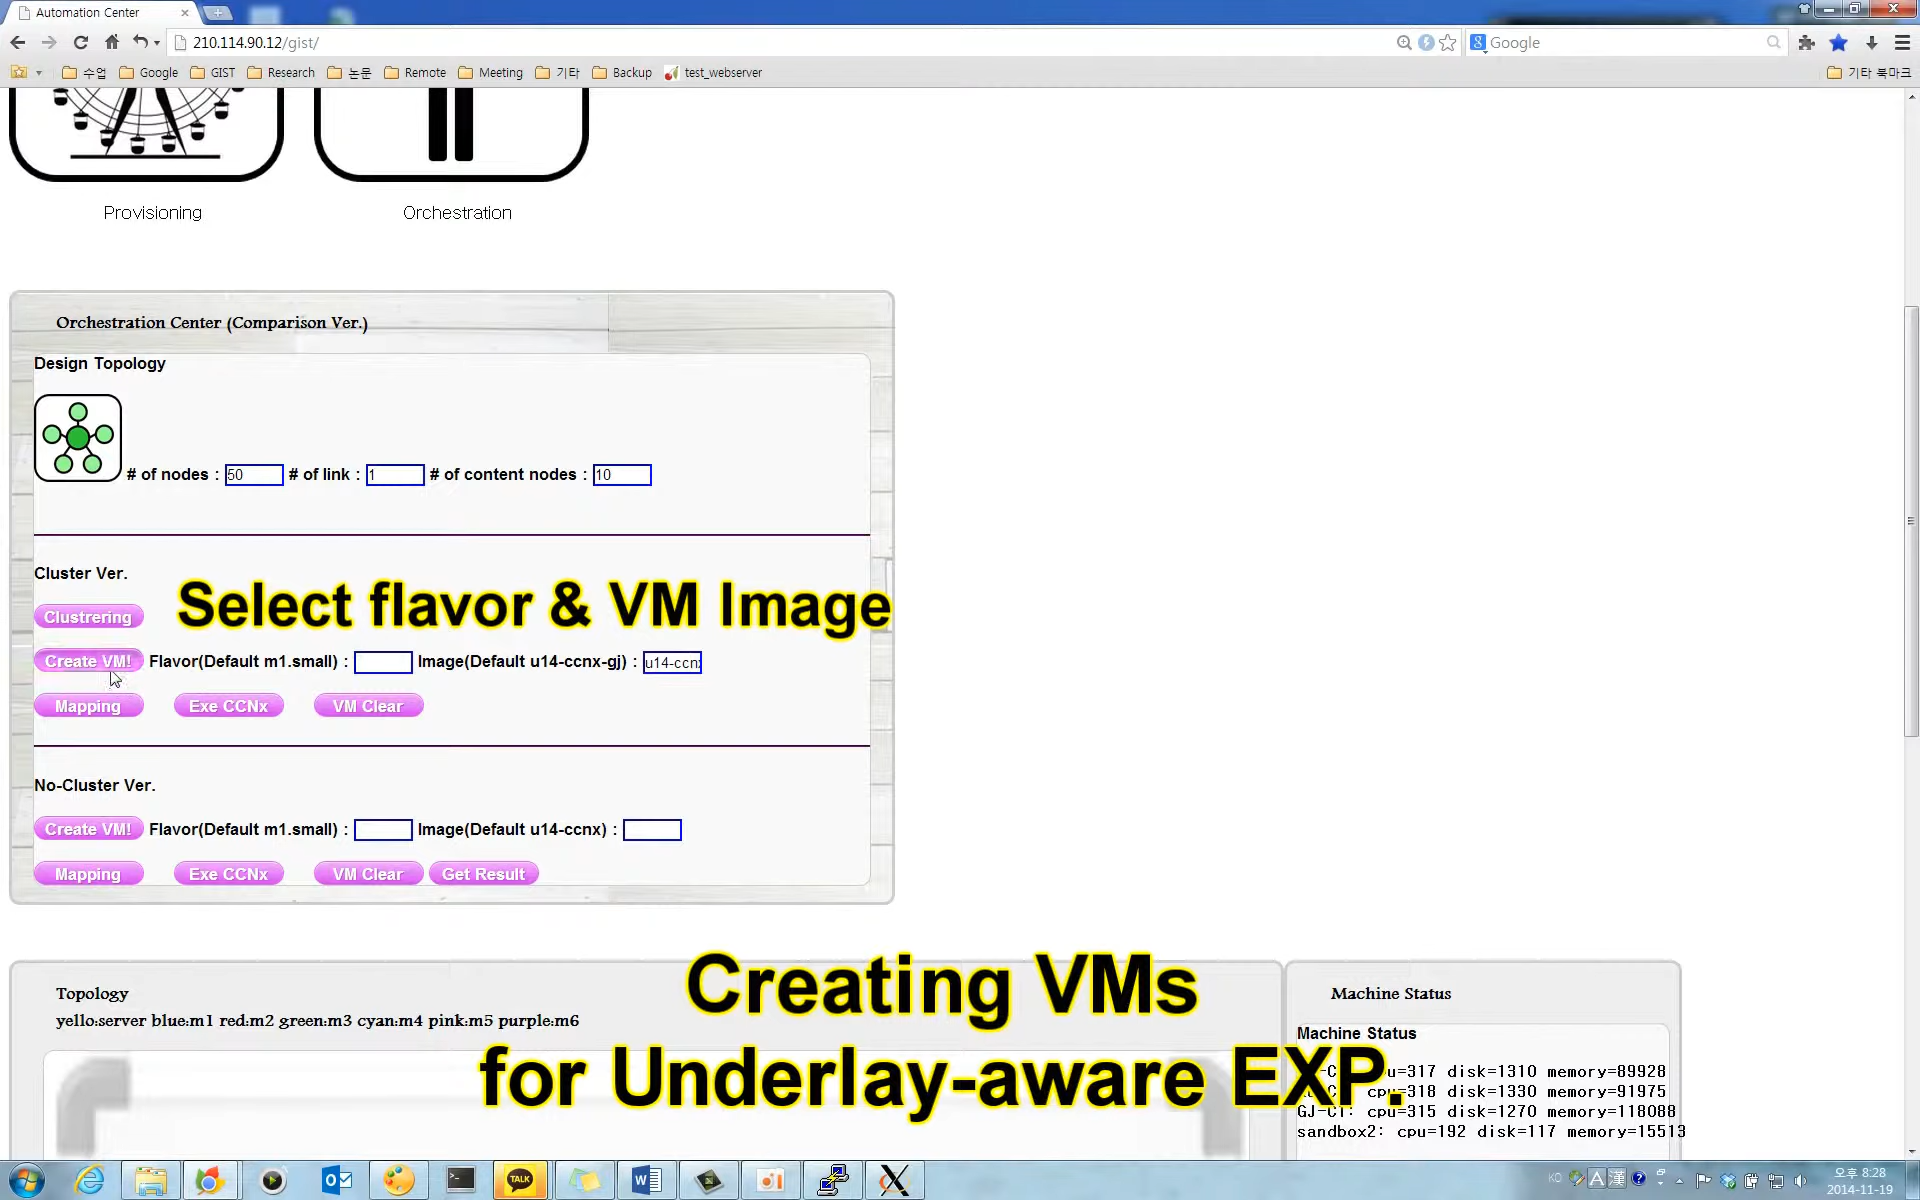 Automation Center
210.114.90.12/gist/
Google
수업 Google GIST Research 논문 Remote Meeting 기타 Backup test_webserver 기타 북마크
Provisioning Orchestration
Orchestration Center (Comparison Ver.)
Design Topology
# of nodes : 50 # of link : 1 # of content nodes : 10
Cluster Ver.
Select flavor & VM Image
Clustrering
Create VM! Flavor(Default m1.small) : Image(Default u14-ccnx-gj) : u14-ccn
Mapping Exe CCNx VM Clear
No-Cluster Ver.
Create VM! Flavor(Default m1.small) : Image(Default u14-ccnx) :
Mapping Exe CCNx VM Clear Get Result
Creating VMs
for Underlay-aware EXP.
Topology
yello:server blue:m1 red:m2 green:m3 cyan:m4 pink:m5 purple:m6
Machine Status
Machine Status
cpu=317 disk=1310 memory=89928
cpu=318 disk=1330 memory=91975
GJ-C1: cpu=315 disk=1270 memory=118088
sandbox2: cpu=192 disk=117 memory=15513
TALK
KO A 漢
오후 8:28
2014-11-19